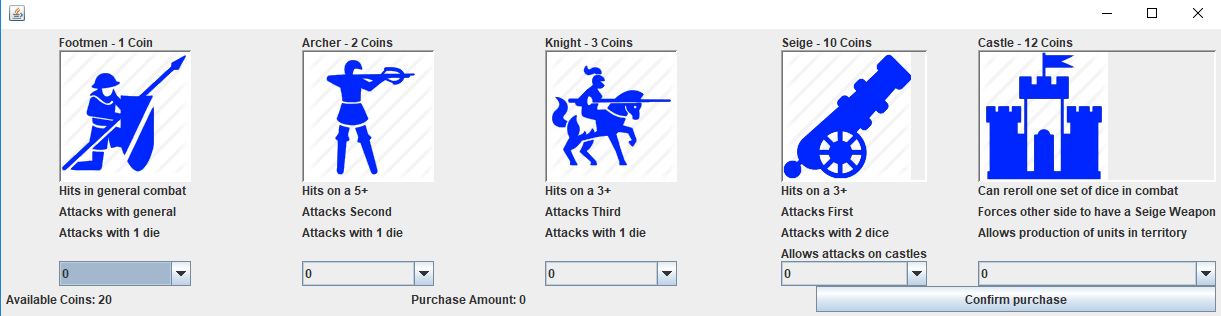 Footmen - 1 Coin
Archer - 2 Coins
Knight - 3 Coins
Seige - 10 Coins
Castle - 12 Coins
Hits in general combat
Hits on a 5+
Hits on a 3+
Hits on a 3+
Can reroll one set of dice in combat
Attacks with general
Attacks Second
Attacks Third
Attacks First
Forces other side to have a Seige Weapon
Attacks with 1 die
Attacks with 1 die
Attacks with 1 die
Attacks with 2 dice
Allows production of units in territory
Allows attacks on castles
0
0
0
0
0
Available Coins: 20
Purchase Amount: 0
Confirm purchase